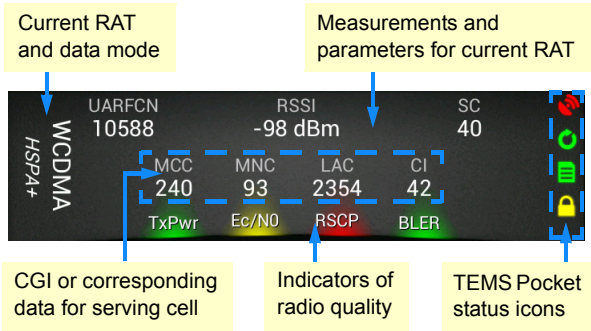 Current RAT
and data mode
Measurements and
parameters for current RAT
WCDMA
HSPA+
UARFCN
RSSI
SC
10588
-98 dBm
40
MCC
MNC
LAC
CI
240
93
2354
42
TxPwr
Ec/N0
RSCP
BLER
CGI or corresponding
data for serving cell
Indicators of
radio quality
TEMS Pocket
status icons